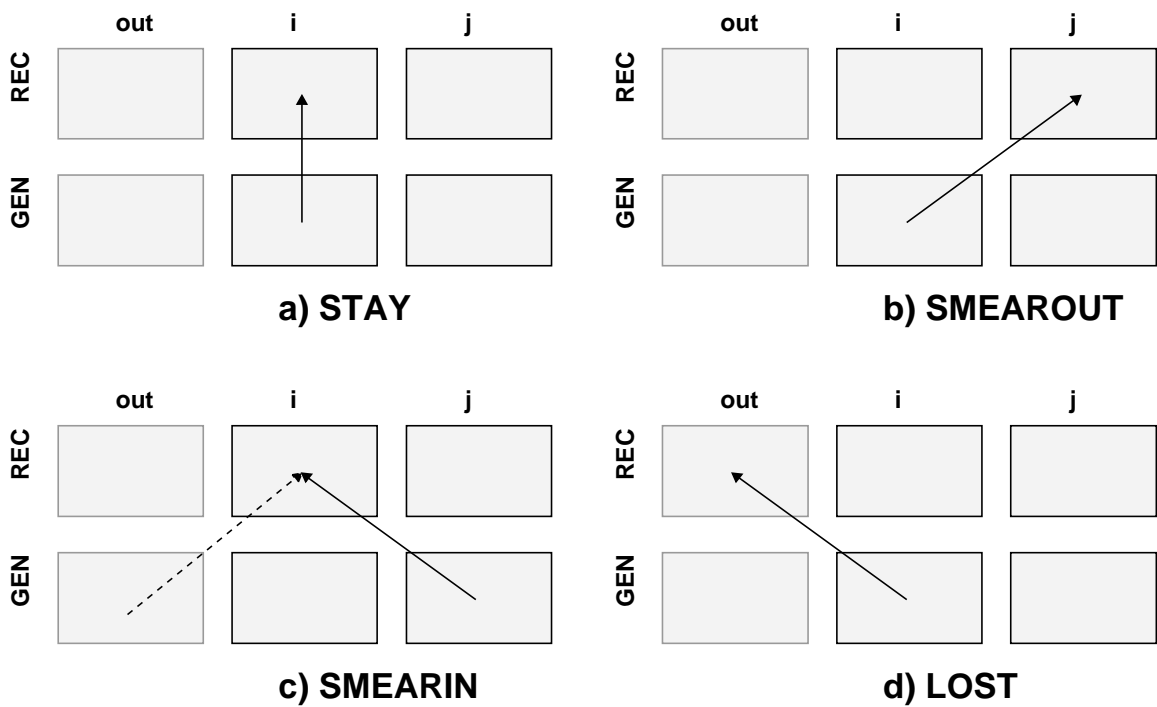 out i j
REC
GEN
a) STAY
out i j
REC
GEN
b) SMEAROUT
out i j
REC
GEN
c) SMEARIN
out i j
REC
GEN
d) LOST